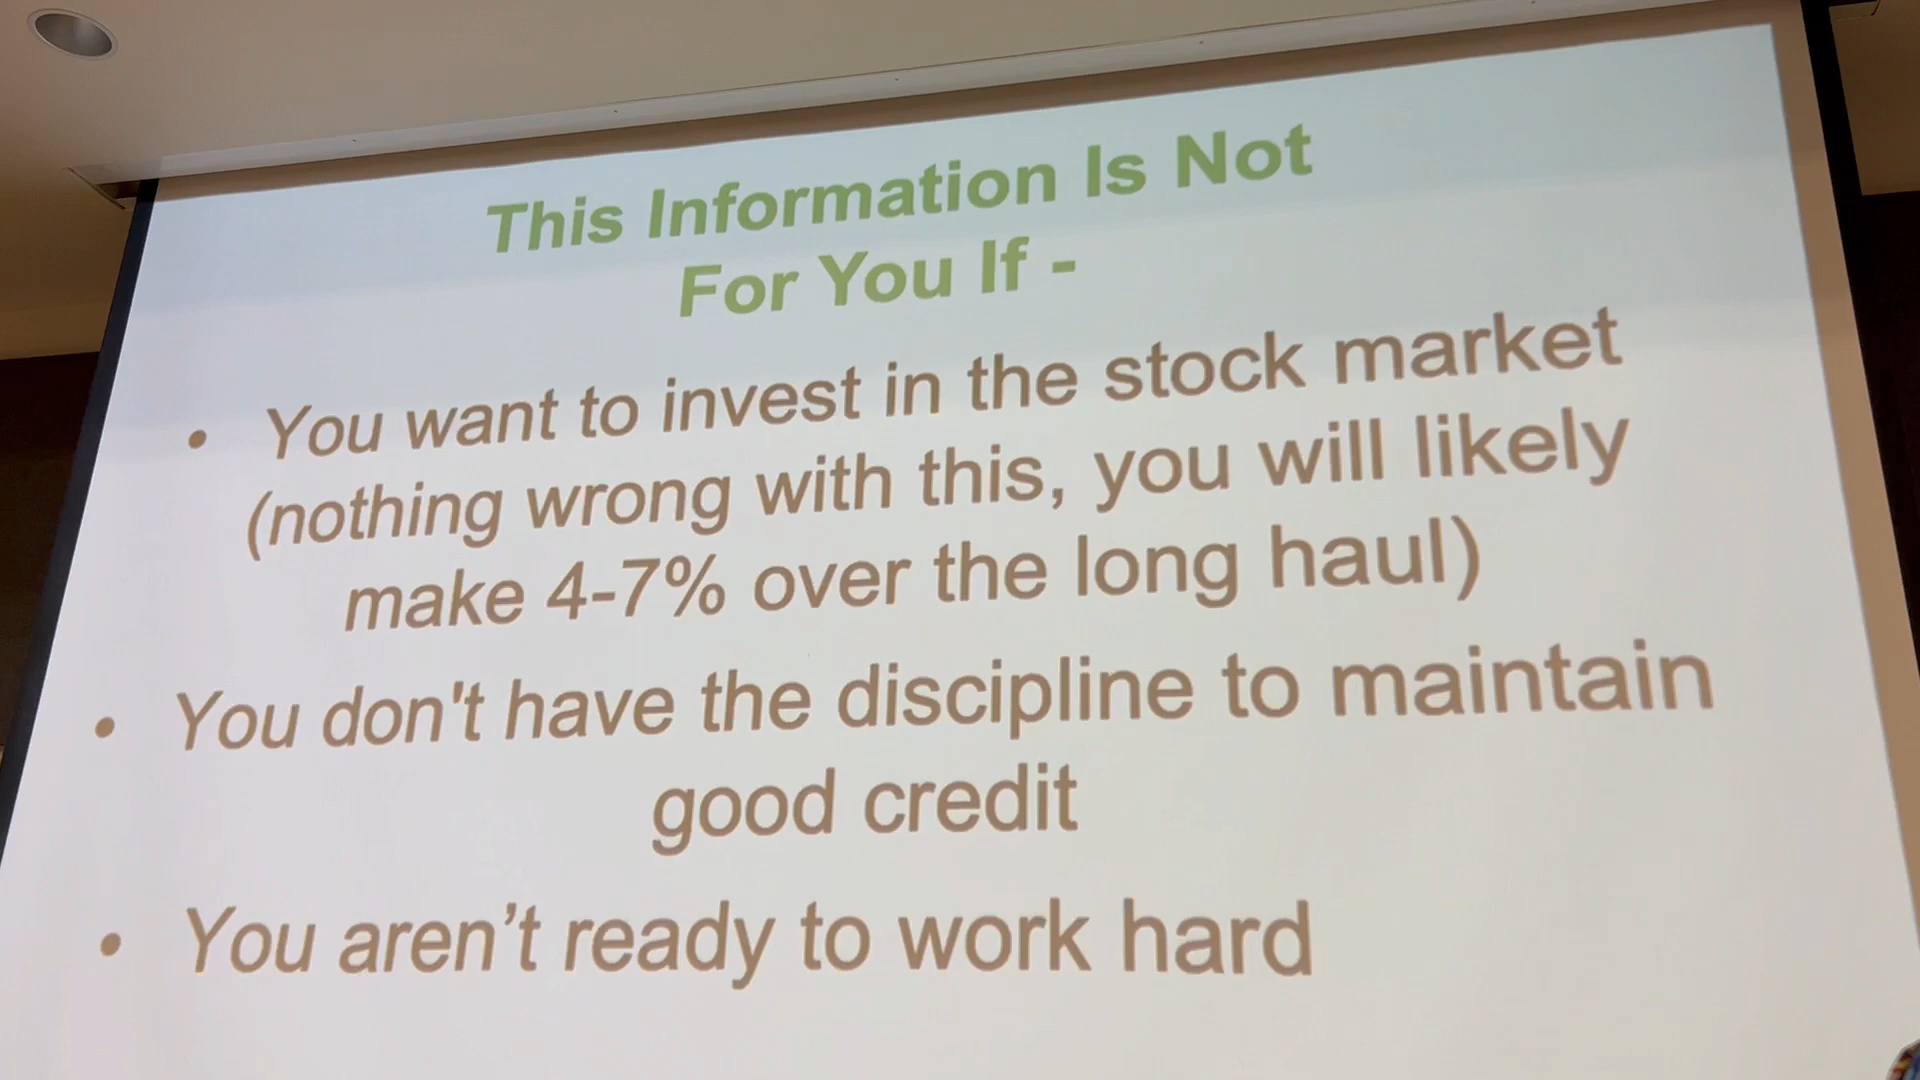 This Information Is Not
For You If -
• You want to invest in the stock market
(nothing wrong with this, you will likely
make 4-7% over the long haul)
• You don't have the discipline to maintain
good credit
• You aren’t ready to work hard